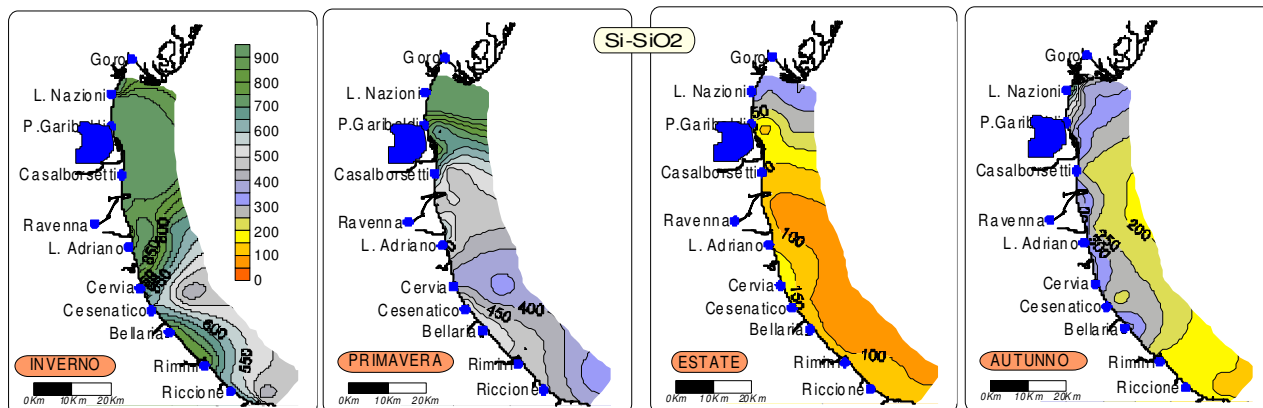 Si-SiO2
Goro
L. Nazioni
P.Garibaldi
Casalborsetti
Ravenna
L. Adriano
Cervia
Cesenatico
Bellaria
Rimini
Riccione
900
800
700
600
500
400
300
200
100
0
850
800
600
550
INVERNO
0Km 10Km 20Km
Goro
L. Nazioni
P.Garibaldi
Casalborsetti
Ravenna
L. Adriano
Cervia
Cesenatico
Bellaria
Rimini
Riccione
400
450
PRIMAVERA
0Km 10Km 20Km
Goro
L. Nazioni
P.Garibaldi
Casalborsetti
Ravenna
L. Adriano
Cervia
Cesenatico
Bellaria
Rimini
Riccione
100
150
100
ESTATE
0Km 10Km 20Km
Goro
L. Nazioni
P.Garibaldi
Casalborsetti
Ravenna
L. Adriano
Cervia
Cesenatico
Bellaria
Rimini
Riccione
200
AUTUNNO
0Km 10Km 20Km